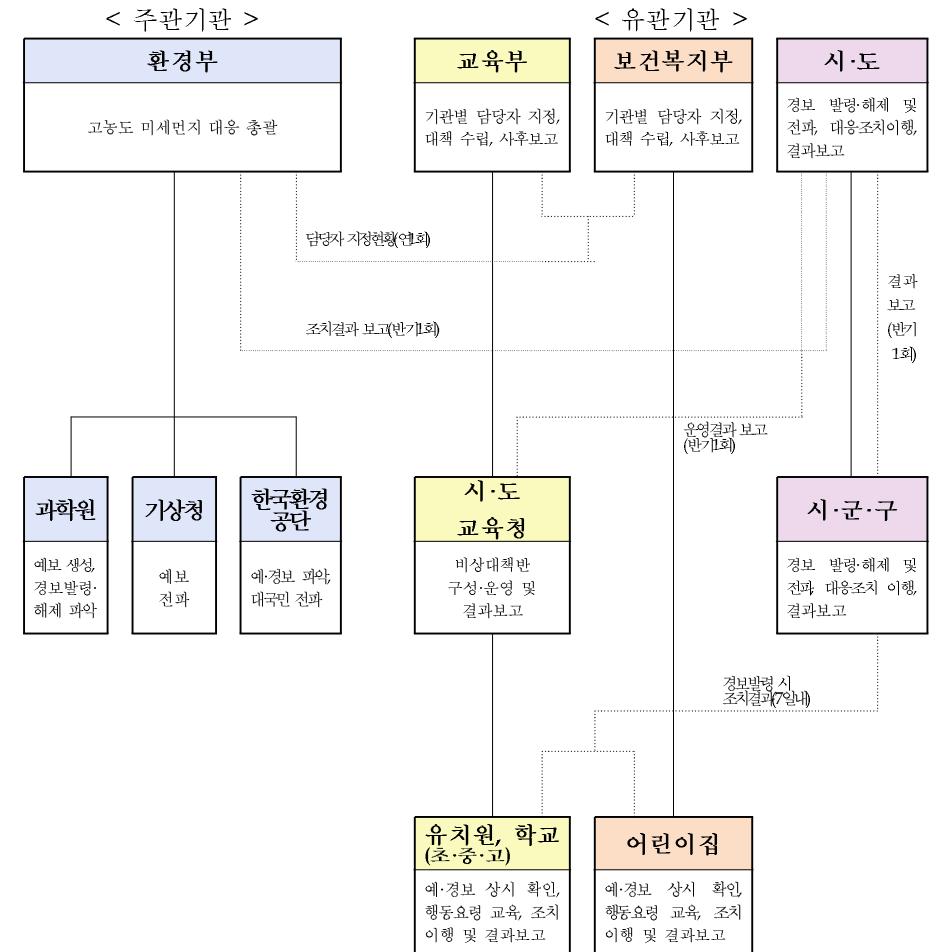 < 주관기관 >
< 유관기관 >
환경부
고농도 미세먼지 대응 총괄
교육부
기관별 담당자 지정,
대책 수립, 사후보고
보건복지부
기관별 담당자 지정,
대책 수립, 사후보고
시·도
경보 발령·해제 및
전파, 대응조치이행,
결과보고
담당자 지정현황(연1회)
조치결과 보고(반기1회)
결과
보고
(반기
1회)
운영결과 보고
(반기1회)
과학원
예보 생성,
경보발령·
해제 파악
기상청
예보
전파
한국환경
공단
예·경보 파악,
대국민 전파
시·도
교육청
비상대책반
구성·운영 및
결과보고
시·군·구
경보 발령·해제 및
전파, 대응조치 이행,
결과보고
경보발령 시
조치결과(7일내)
유치원, 학교
(초·중·고)
예·경보 상시 확인,
행동요령 교육, 조치
이행 및 결과보고
어린이집
예·경보 상시 확인,
행동요령 교육, 조치
이행 및 결과보고